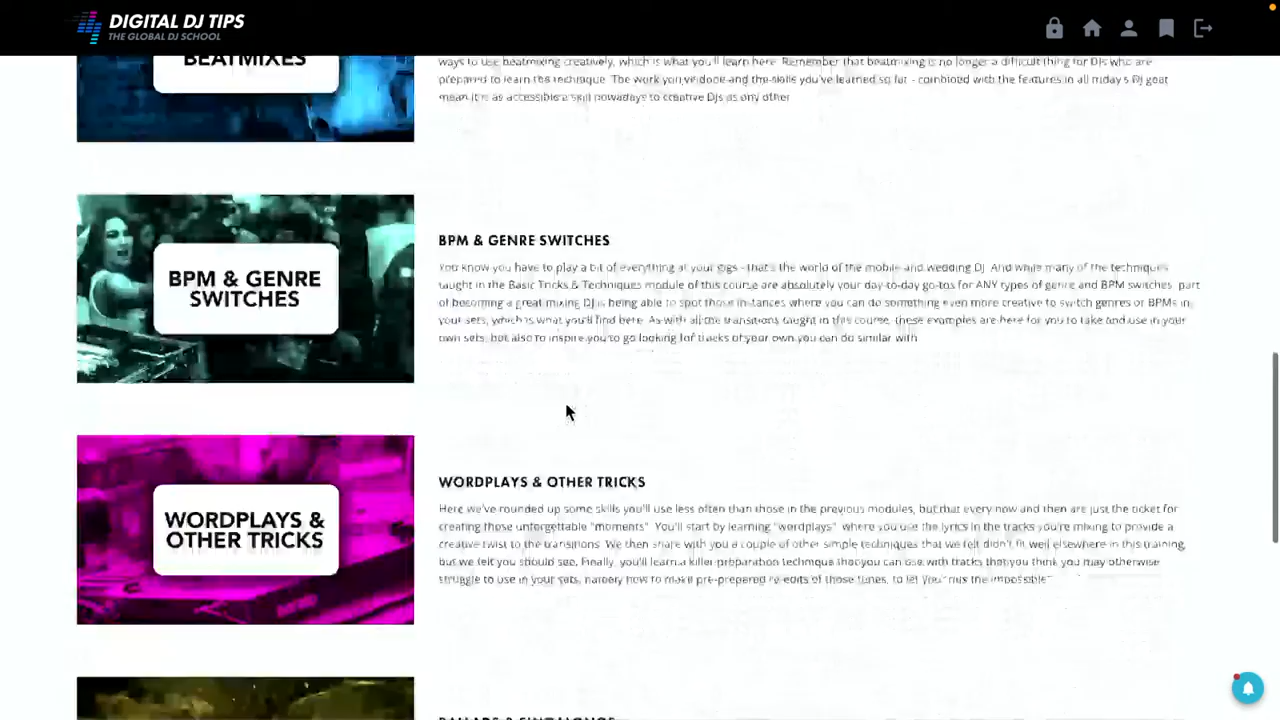 DIGITAL DJ TIPS
THE GLOBAL DJ SCHOOL
BEATMIXES
ways to use beatmixing creatively, which is what you'll learn here. Remember that beatmixing is no longer a difficult thing for DJs who are
prepared to learn the technique. The work you've done and the skills you've learned so far - combined with the features in all today's DJ gear
mean it is as accessible a skill nowadays to creative DJs as any other
BPM & GENRE
SWITCHES
BPM & GENRE SWITCHES
You know you have to play a bit of everything at your gigs - that's the world of the mobile and wedding DJ. And while many of the techniques
taught in the Basic Tricks & Techniques module of this course are absolutely your day-to-day go-tos for ANY types of genre and BPM switches, part
of becoming a great mixing DJ is being able to spot those instances where you can do something even more creative to switch genres or BPMs in
your sets, which is what you'll find here. As with all the transitions taught in this course, these examples are here for you to take and use in your
own sets, but also to inspire you to go looking for tracks of your own you can do similar with
WORDPLAYS &
OTHER TRICKS
WORDPLAYS & OTHER TRICKS
Here we've rounded up some skills you'll use less often than those in the previous modules, but that every now and then are just the ticket for
creating those unforgettable "moments". You'll start by learning "wordplays" where you use the lyrics in the tracks you're mixing to provide a
creative twist to the transitions. We then share with you a couple of other simple techniques that we felt didn't fit well elsewhere in this training,
but we felt you should see. Finally, you'll learn a killer preparation technique that you can use with tracks that you think you may otherwise
struggle to use in your sets, namely how to make pre-prepared re-edits of those tunes, to let you "mix the impossible"